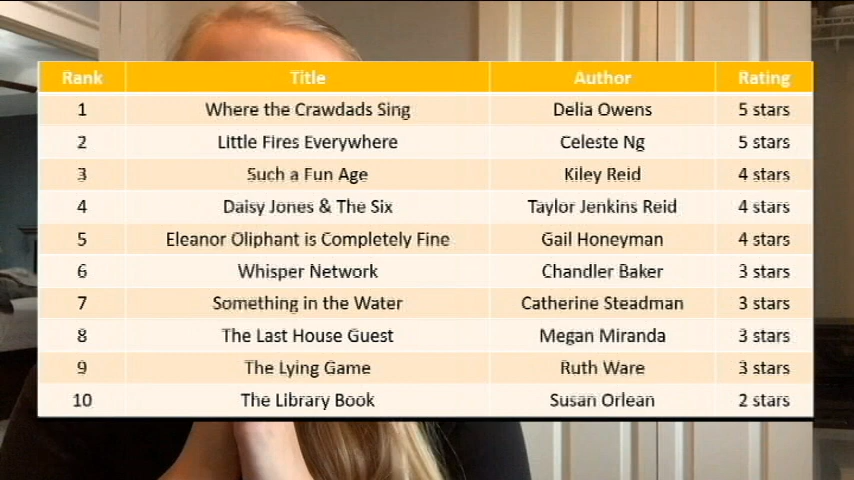 Rank Title Author Rating
1 Where the Crawdads Sing Delia Owens 5 stars
2 Little Fires Everywhere Celeste Ng 5 stars
3 Such a Fun Age Kiley Reid 4 stars
4 Daisy Jones & The Six Taylor Jenkins Reid 4 stars
5 Eleanor Oliphant is Completely Fine Gail Honeyman 4 stars
6 Whisper Network Chandler Baker 3 stars
7 Something in the Water Catherine Steadman 3 stars
8 The Last House Guest Megan Miranda 3 stars
9 The Lying Game Ruth Ware 3 stars
10 The Library Book Susan Orlean 2 stars